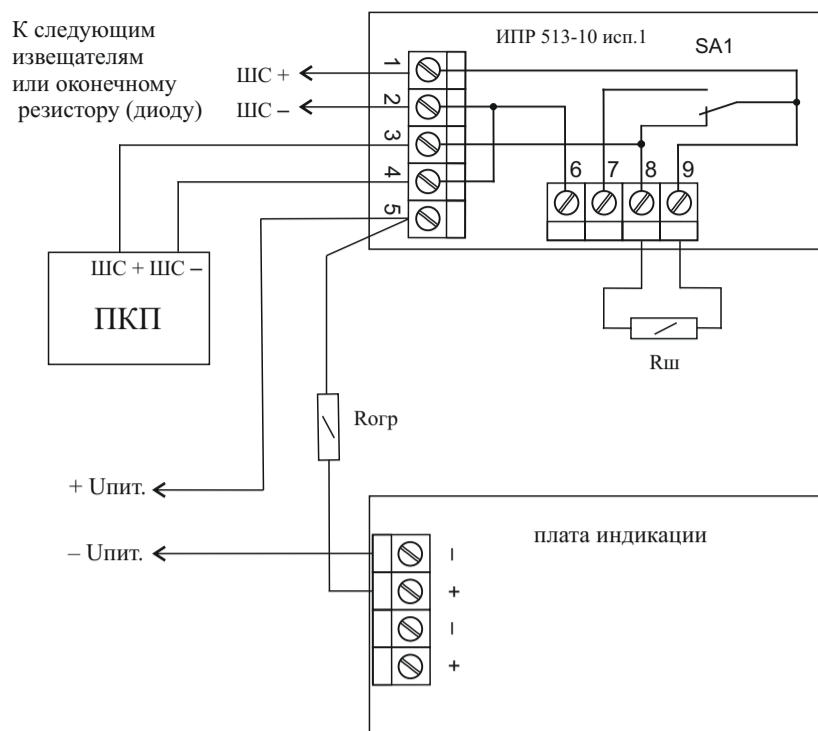 К следующим
извещателям
или оконечному
резистору (диоду)
ШС +
ШС –
ИПР 513-10 исп.1
SA1
1
2
3
4
5
6 7 8 9
ШС + ШС –
ПКП
Rш
Rогр
+ Uпит.
– Uпит.
плата индикации
–
+
–
+